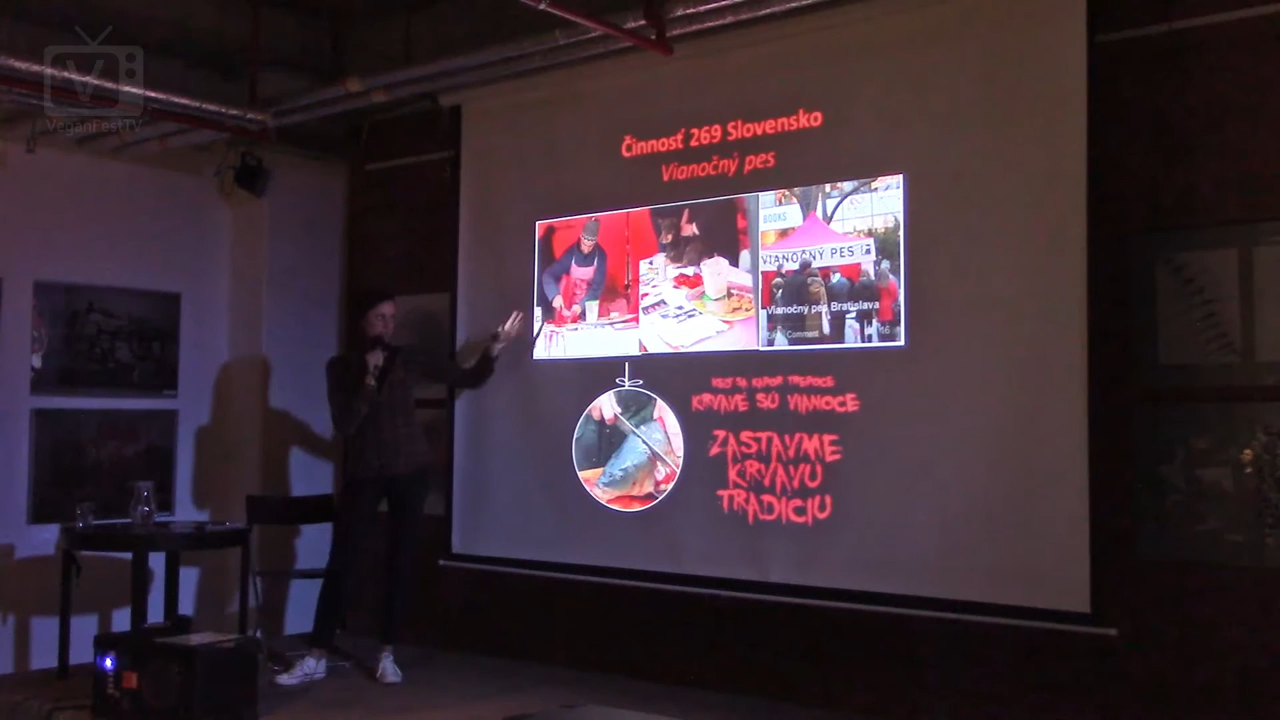 V
VeganFestTV
Činnosť 269 Slovensko
Vianočný pes
BOOKS
VIANOČNÝ PES
Vianočný pes Bratislava
Comment
16
KEĎ SA KAPOR TREPOCE
KRVAVÉ SÚ VIANOCE
ZASTAVME
KRVAVÚ
TRADÍCIU